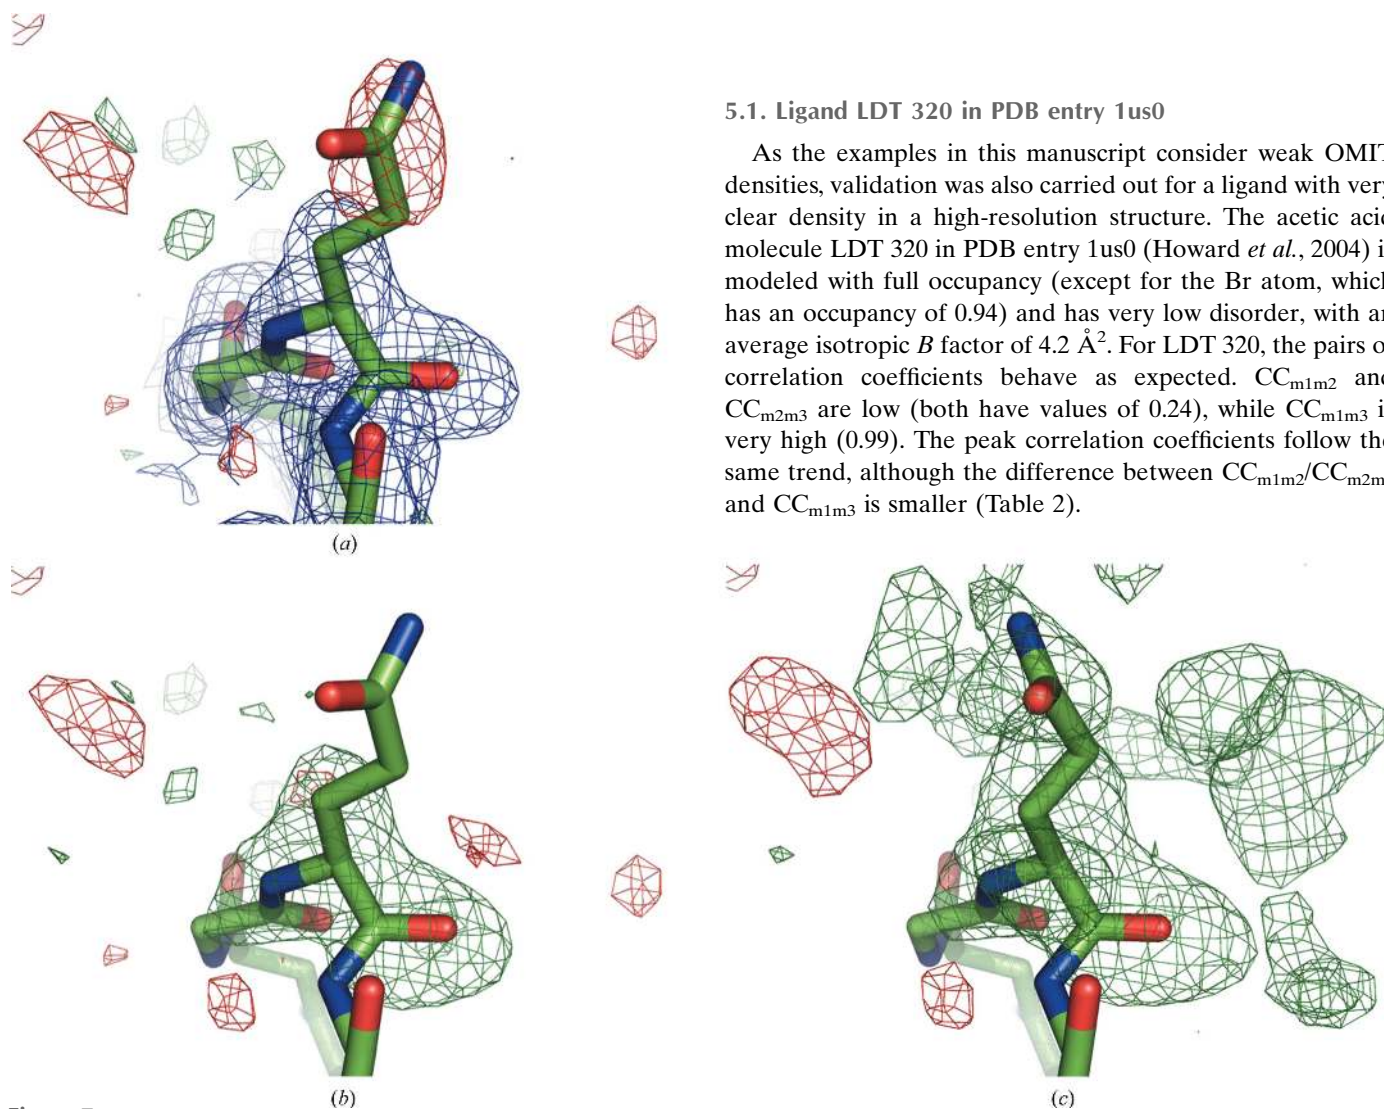 5.1. Ligand LDT 320 in PDB entry 1us0
As the examples in this manuscript consider weak OMIT
densities, validation was also carried out for a ligand with very
clear density in a high-resolution structure. The acetic acid
molecule LDT 320 in PDB entry 1us0 (Howard et al., 2004) i
modeled with full occupancy (except for the Br atom, which
has an occupancy of 0.94) and has very low disorder, with an
average isotropic B factor of 4.2 Å². For LDT 320, the pairs of
correlation coefficients behave as expected. CCm1m2 and
CCm2m3 are low (both have values of 0.24), while CCm1m3 i
very high (0.99). The peak correlation coefficients follow the
same trend, although the difference between CCm1m2/CCm2m
and CCm1m3 is smaller (Table 2).
(a)
(b)
(c)